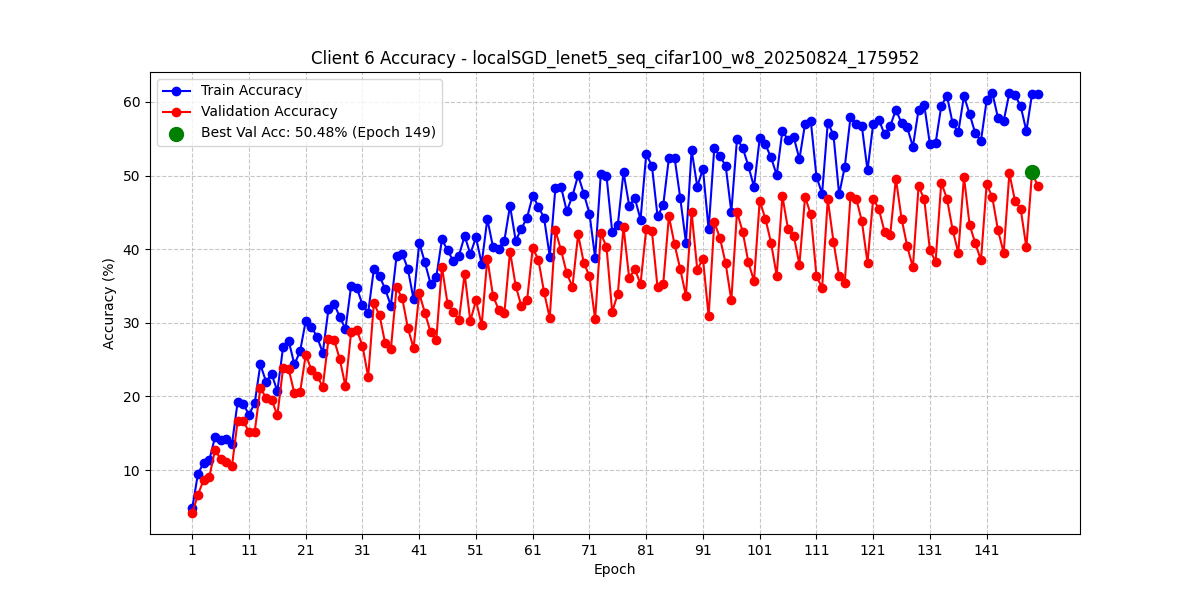 Client 6 Accuracy - localSGD_lenet5_seq_cifar100_w8_20250824_175952
Train Accuracy
Validation Accuracy
Best Val Acc: 50.48% (Epoch 149)
Accuracy (%)
60
50
40
30
20
10
1 11 21 31 41 51 61 71 81 91 101 111 121 131 141
Epoch